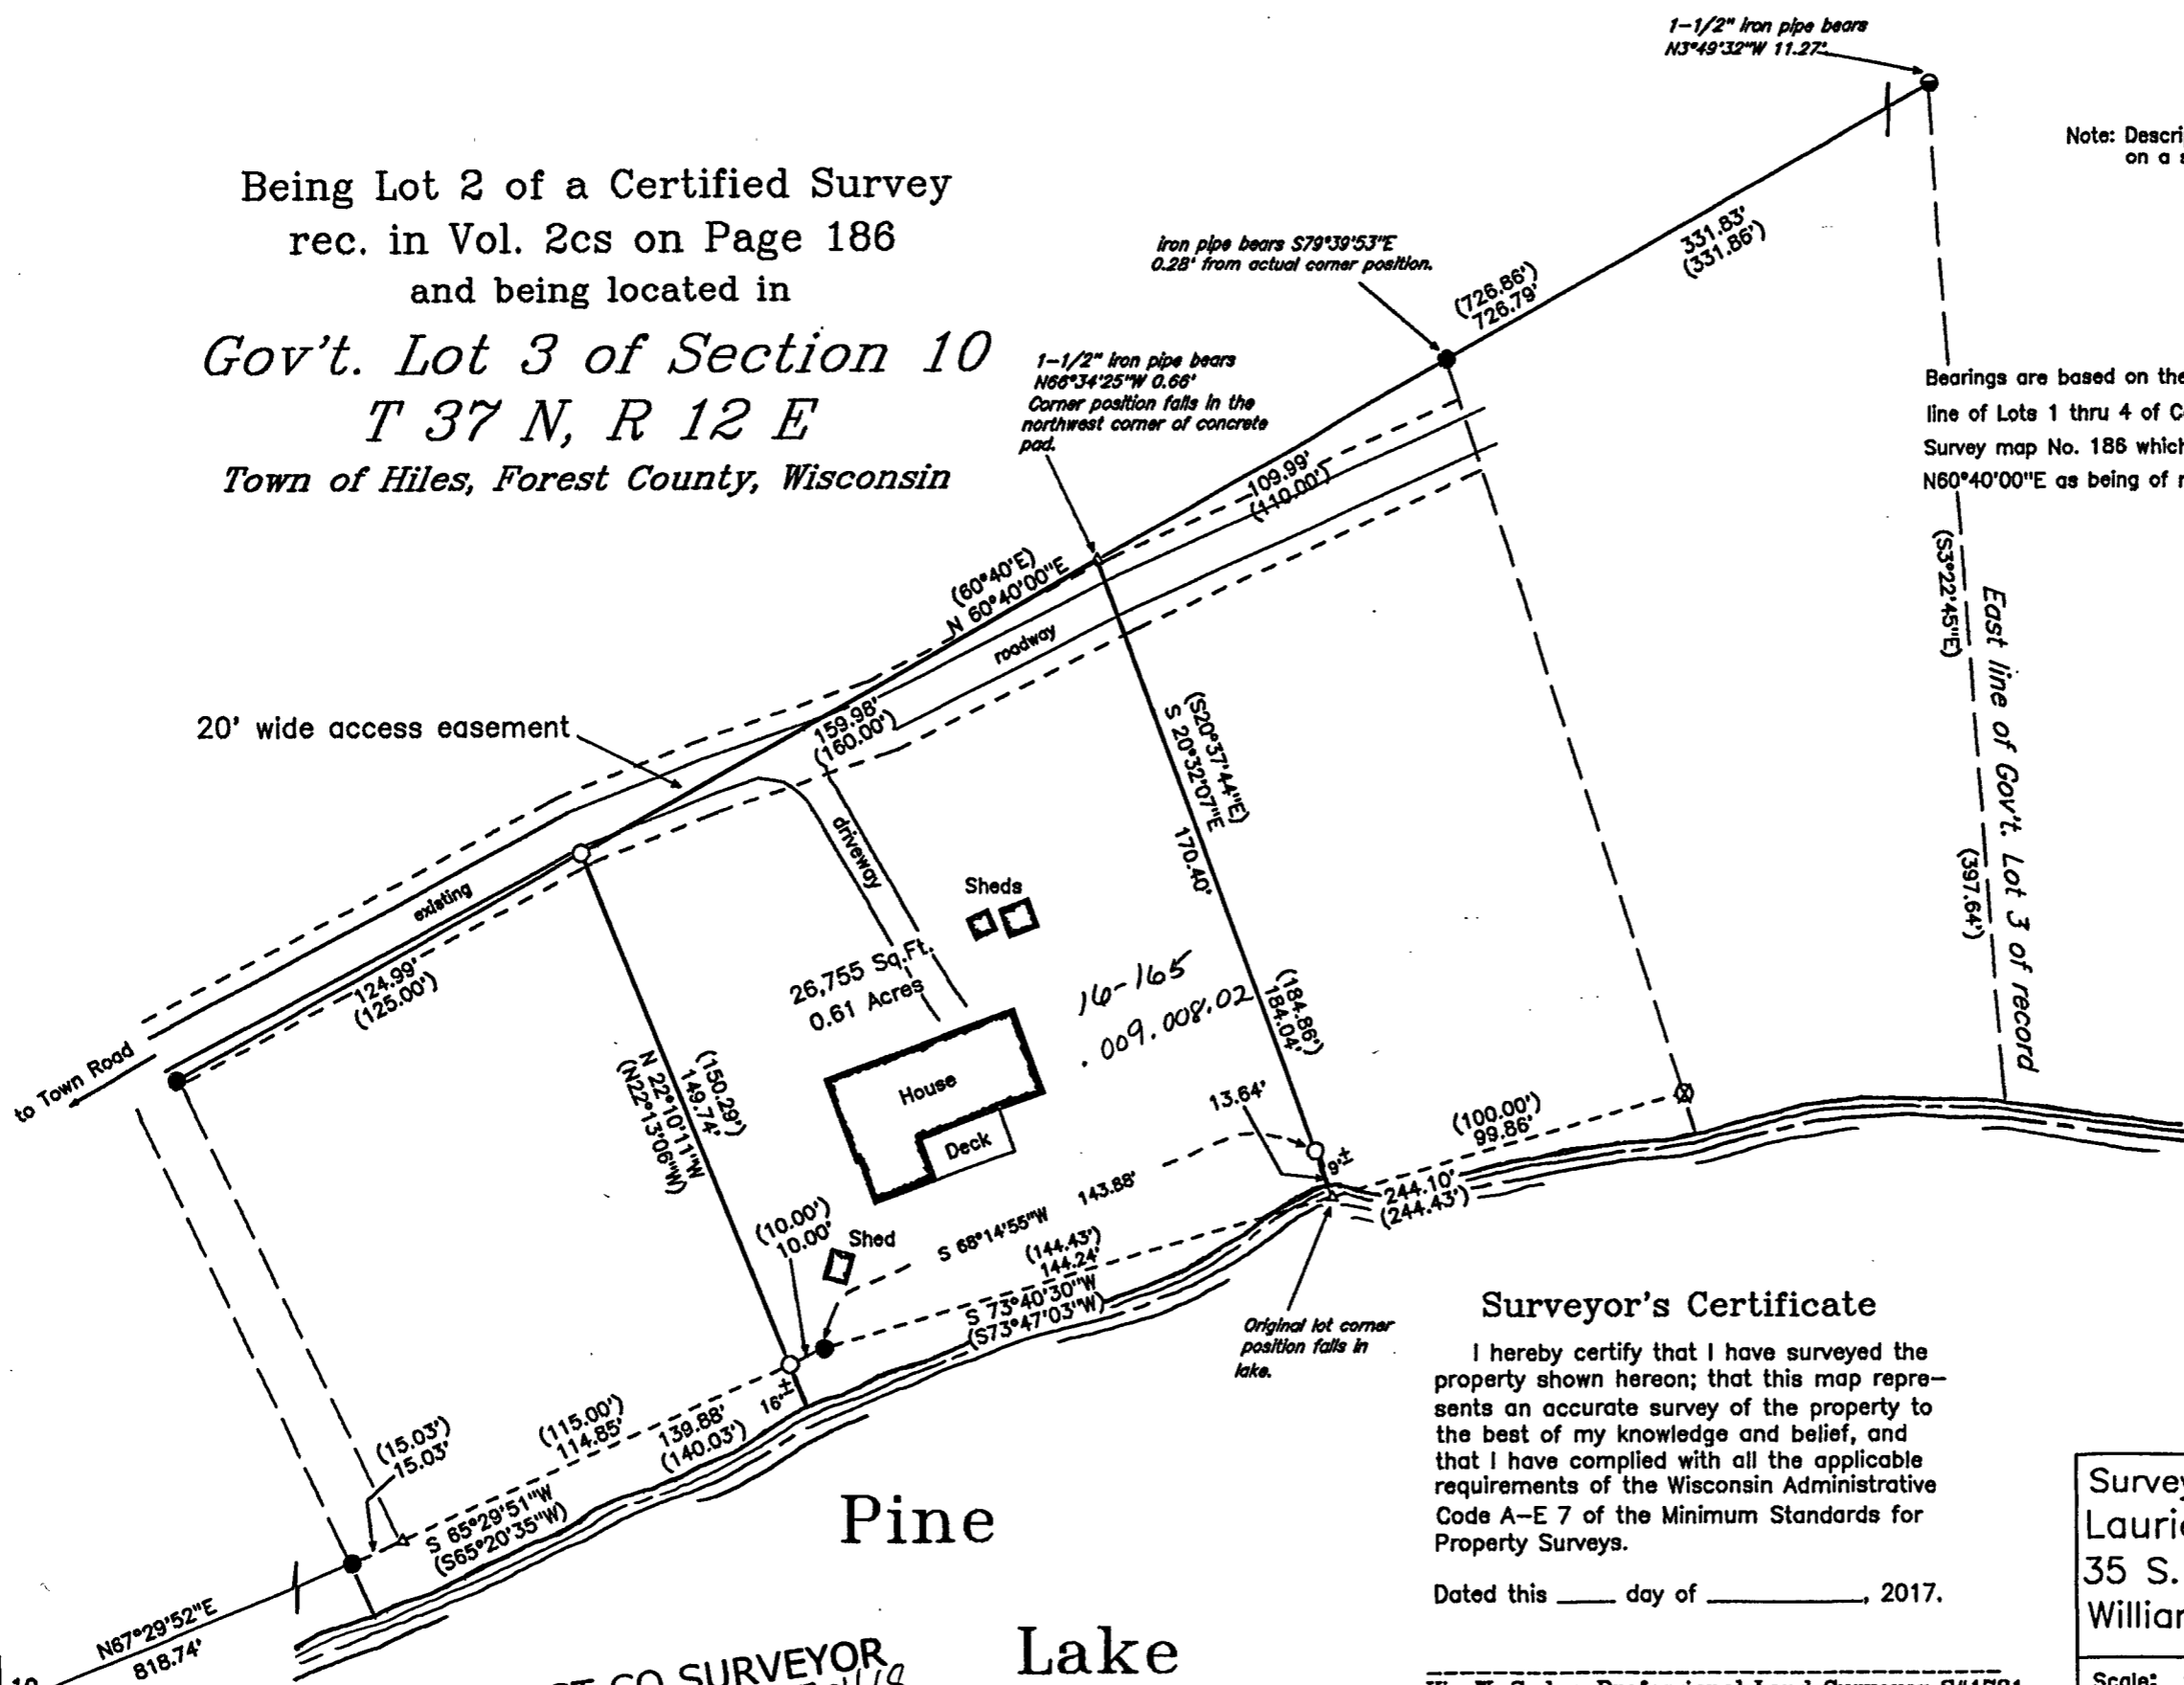 1-1/2" iron pipe bears
N3°49'32"W 11.27'
Note:
on a
Being Lot 2 of a Certified Survey
rec. in Vol. 2cs on Page 186
and being located in
Gov't. Lot 3 of Section 10
T 37 N, R 12 E
Town of Hiles, Forest County, Wisconsin
iron pipe bears S79°39'53"E
0.28' from actual corner position.
1-1/2" iron pipe bears
N66°34'25"W 0.66'
Corner position falls in the
northwest corner of concrete
pad.
331.83'
(331.86')
(726.86')
726.79'
Bearings are based on the
line of Lots 1 thru 4 of
Survey map No. 186 which
N60°40'00"E as being of
109.99'
(110.00')
(60°40'E)
N 60°40'00"E
roadway
20' wide access easement
159.98'
(160.00')
(S20°37'44"E)
S 20°32'07"E
170.40'
(S3°22'45"E)
(397.64')
East line of Gov't. Lot 3 of record
driveway
existing
124.99'
(125.00')
to Town Road
Sheds
26,755 Sq.Ft.
0.61 Acres
16-165
.009.008.02
(184.86')
184.04'
House
Deck
(150.29')
149.74'
N 22°10'11"W
(N22°13'06"W)
13.64'
9'±
(100.00')
99.86'
244.10'
(244.43')
(10.00')
10.00'
Shed
S 68°14'55"W 143.88'
(144.43')
144.24'
S 73°40'30"W
(S73°47'03"W)
Original lot corner
position falls in
lake.
16'±
(15.03')
15.03'
(115.00')
114.85'
139.88'
(140.03')
S 65°29'51"W
(S65°20'35"W)
N67°29'52"E
818.74'
Pine
Lake
Surveyor's Certificate
I hereby certify that I have surveyed the
property shown hereon; that this map repre-
sents an accurate survey of the property to
the best of my knowledge and belief, and
that I have complied with all the applicable
requirements of the Wisconsin Administrative
Code A-E 7 of the Minimum Standards for
Property Surveys.
Dated this ____ day of __________, 2017.
CO SURVEYOR
Professional Land Surveyor
35 S.
Scale: